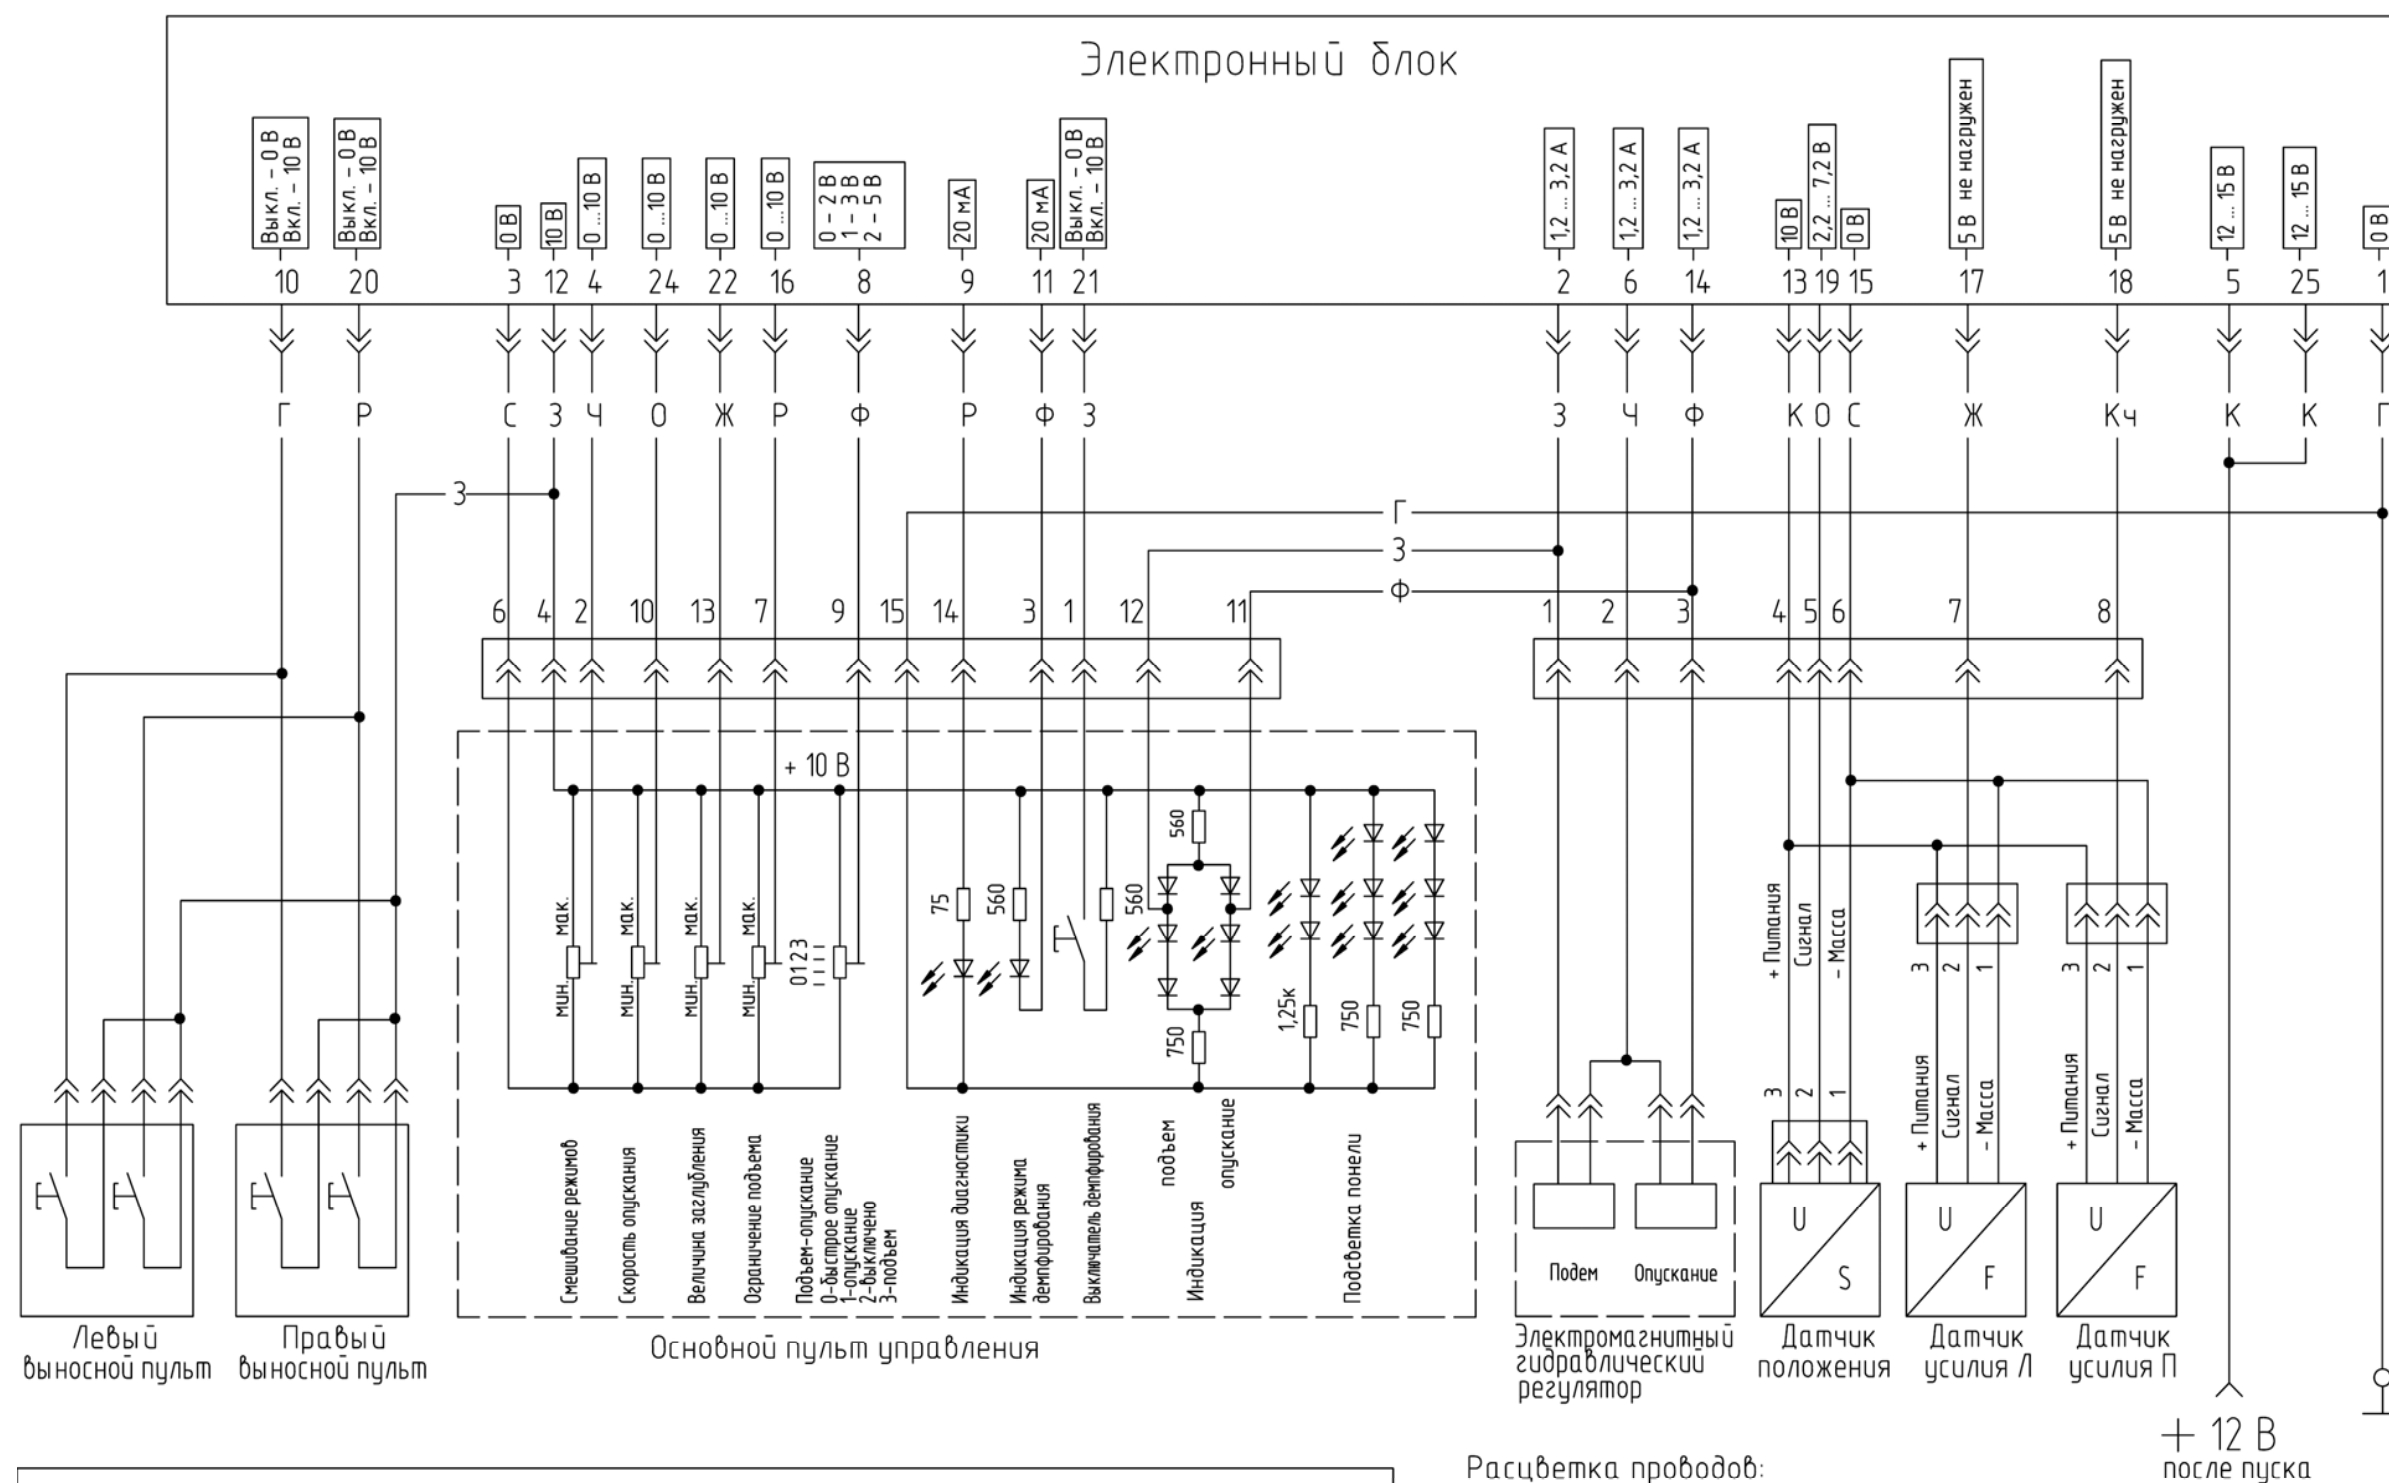 Электронный блок
Выкл. – 0 В
Вкл. – 10 В
Выкл. – 0 В
Вкл. – 10 В
0 В
10 В
0 ...10 В
0 ...10 В
0 ...10 В
0 ...10 В
0 – 2 В
1 – 3 В
2 – 5 В
20 мА
20 мА
Выкл. – 0 В
Вкл. – 10 В
1,2 ... 3,2 А
1,2 ... 3,2 А
1,2 ... 3,2 А
10 В
2,2 ... 7,2 В
0 В
5 В не нагружен
5 В не нагружен
12 ... 15 В
12 ... 15 В
0 В
10 20 3 12 4 24 22 16 8 9 11 21 2 6 14 13 19 15 17 18 5 25 1
Г Р С З Ч О Ж Р Ф Р Ф З З Ч Ф К О С Ж Кч К К Г
З
Г
З
Ф
6 4 2 10 13 7 9 15 14 3 1 12 11 1 2 3 4 5 6 7 8
+ 10 В
560
75
560
560
мин. мак.
мин. мак.
мин. мак.
мин. мак.
0123
750
1,25к
750
750
+ Питания
Сигнал
– Масса
3 2 1
3 2 1
3 2 1
+ Питания
Сигнал
– Масса
+ Питания
Сигнал
– Масса
Смешивание режимов
Скорость опускания
Величина заглубления
Ограничение подъема
Подъем-опускание
0-быстрое опускание
1-опускание
2-выключено
3-подъем
Индикация диагностики
Индикация режима
демпфирования
Выключатель демпфирования
Индикация
подъем
опускание
Подсветка понели
Подем
Опускание
U
S
U
F
U
F
Левый
выносной пульт
Правый
выносной пульт
Основной пульт управления
Электромагнитный
гидравлический
регулятор
Датчик
положения
Датчик
усилия Л
Датчик
усилия П
+ 12 В
после пуска
Расцветка проводов: